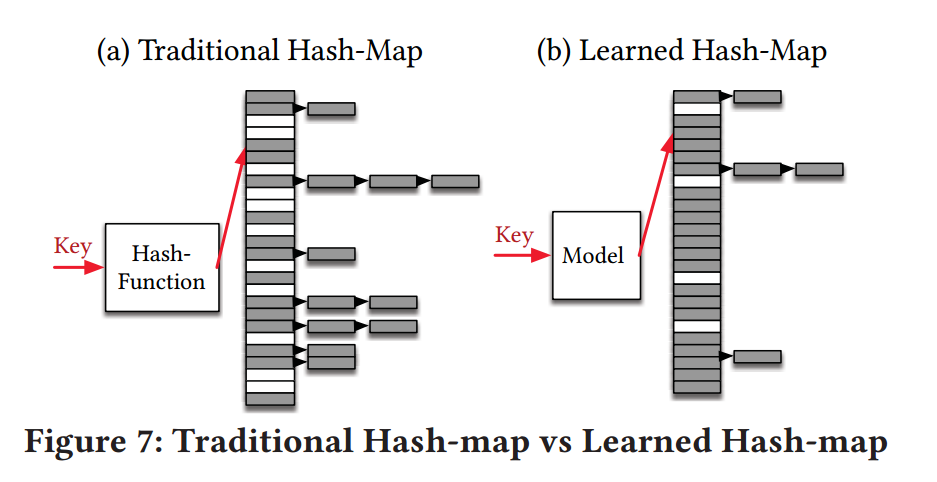 (a) Traditional Hash-Map
(b) Learned Hash-Map
Key
Hash-
Function
Key
Model
Figure 7: Traditional Hash-map vs Learned Hash-map